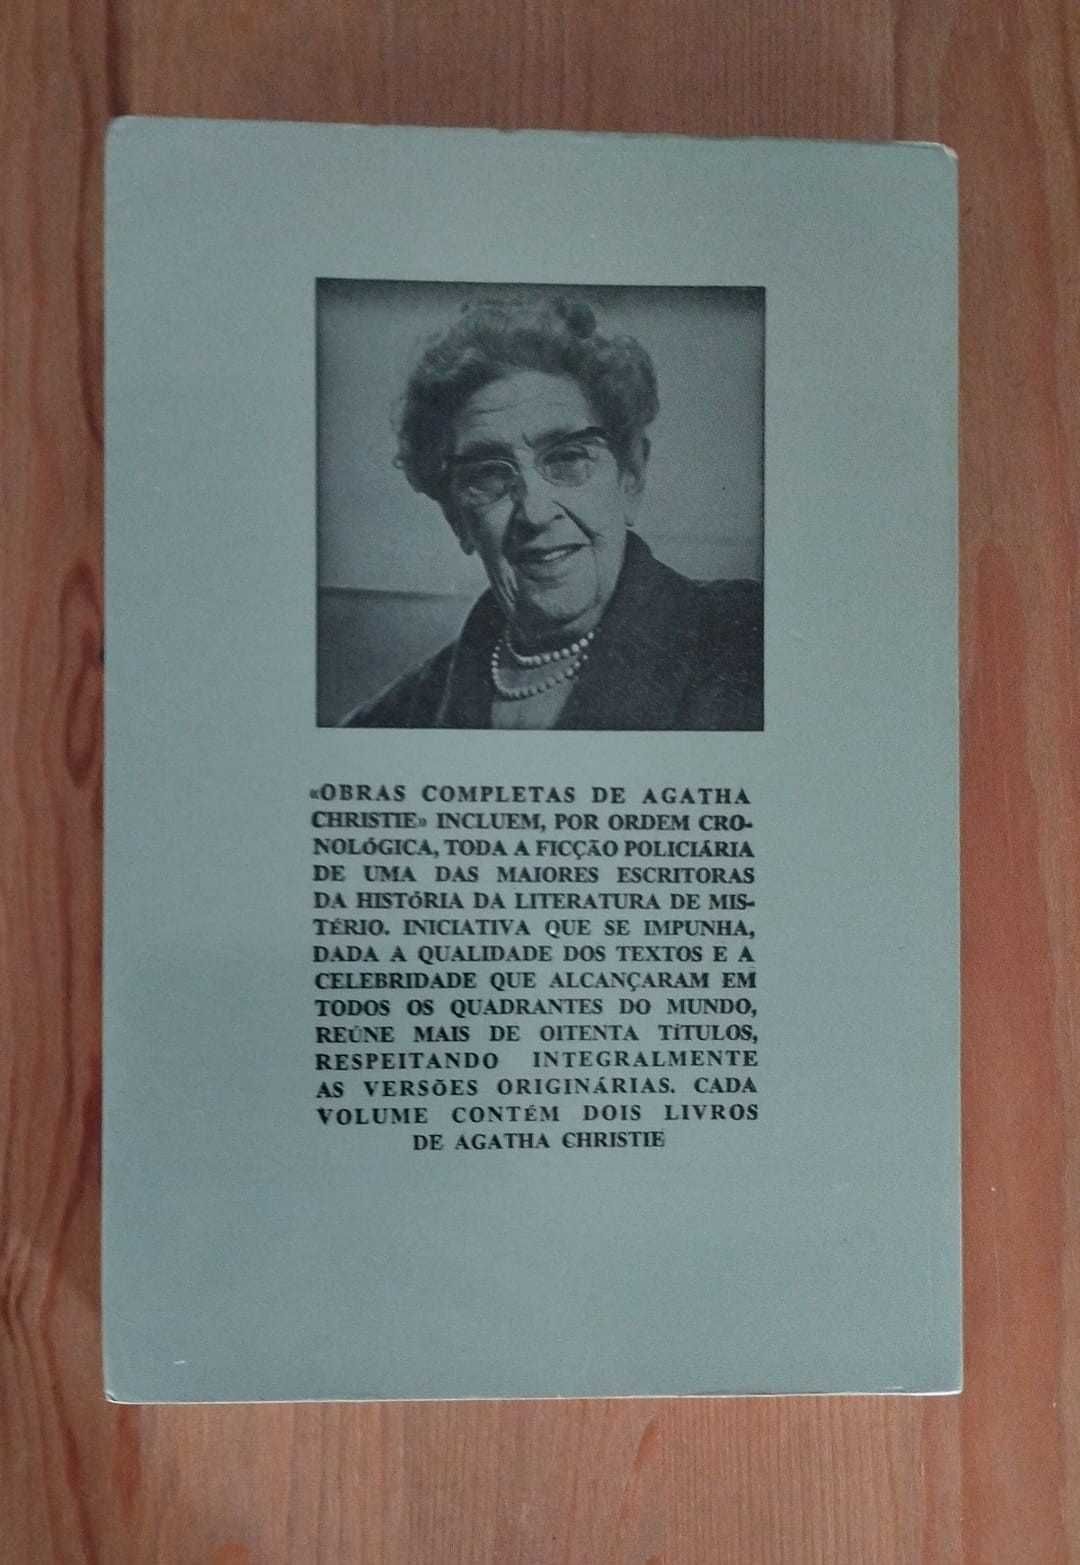 «OBRAS COMPLETAS DE AGATHA
CHRISTIE» INCLUEM, POR ORDEM CRO-
NOLÓGICA, TODA A FICÇÃO POLICIÁRIA
DE UMA DAS MAIORES ESCRITORAS
DA HISTÓRIA DA LITERATURA DE MIS-
TÉRIO. INICIATIVA QUE SE IMPUNHA,
DADA A QUALIDADE DOS TEXTOS E A
CELEBRIDADE QUE ALCANÇARAM EM
TODOS OS QUADRANTES DO MUNDO,
REÚNE MAIS DE OITENTA TÍTULOS,
RESPEITANDO INTEGRALMENTE
AS VERSÕES ORIGINÁRIAS. CADA
VOLUME CONTÉM DOIS LIVROS
DE AGATHA CHRISTIE